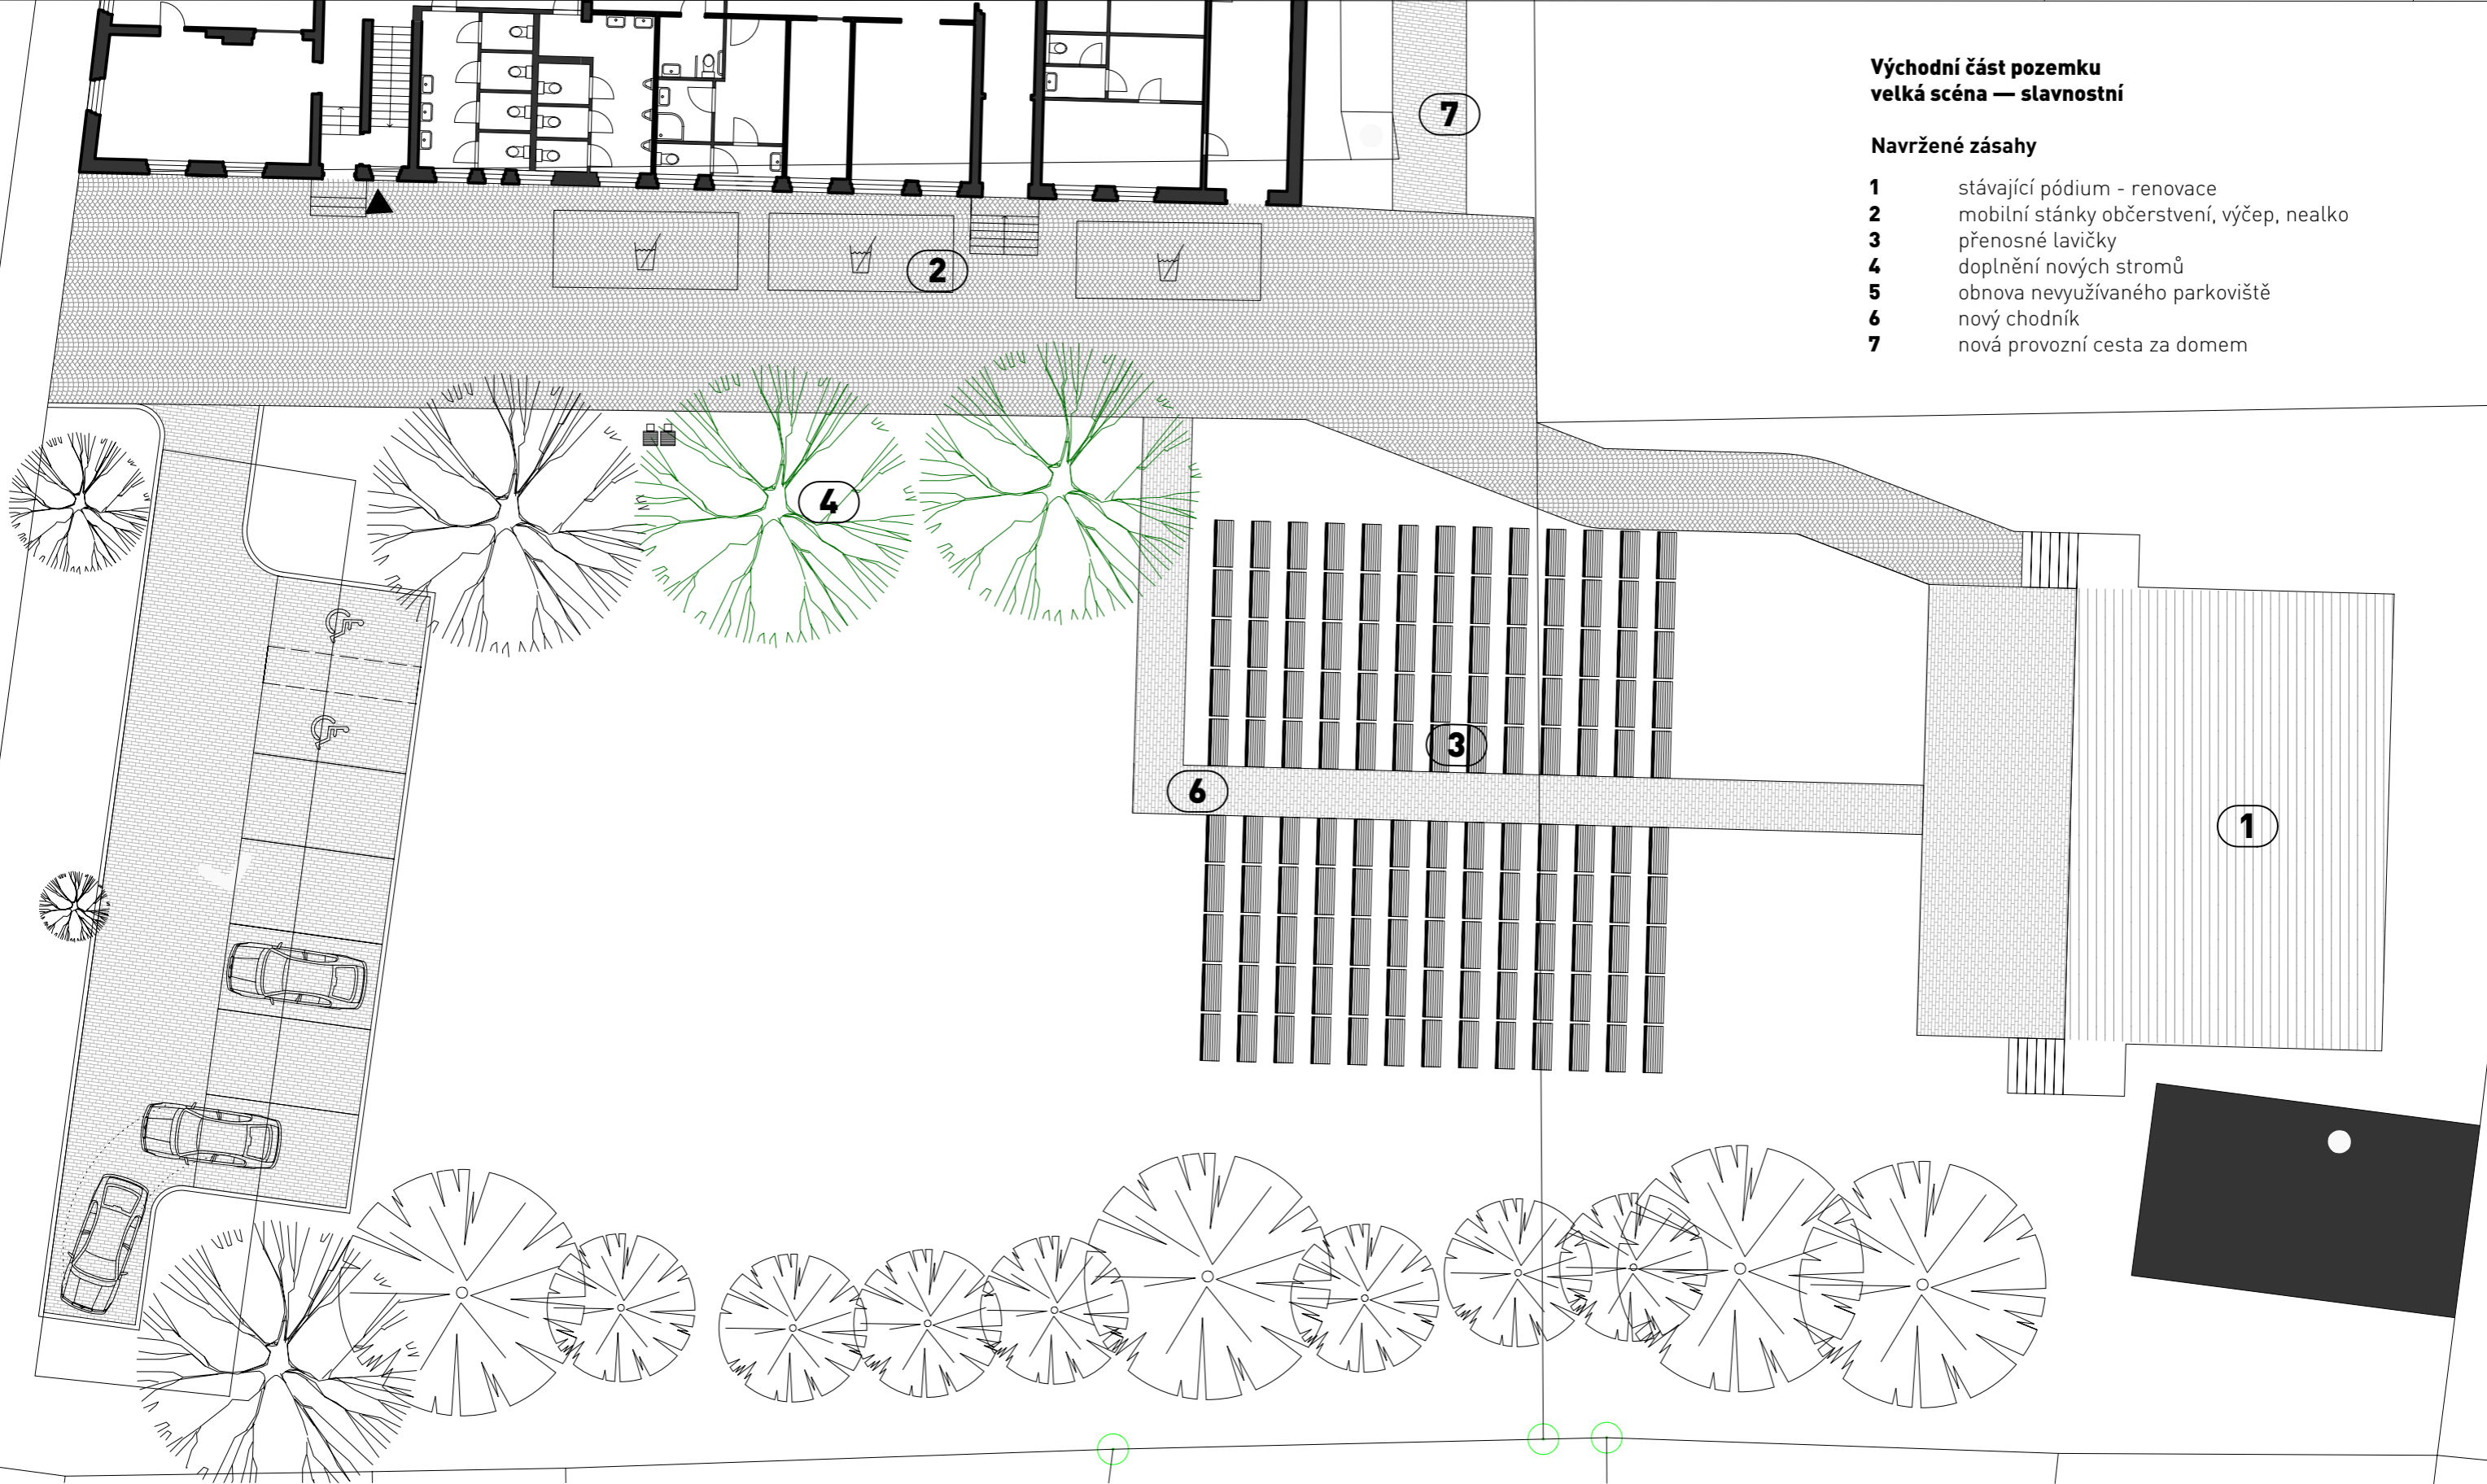 Východní část pozemku
velká scéna — slavnostní
Navržené zásahy
1 stávající pódium - renovace
2 mobilní stánky občerstvení, výčep, nealko
3 přenosné lavičky
4 doplnění nových stromů
5 obnova nevyužívaného parkoviště
6 nový chodník
7 nová provozní cesta za domem
7
2
4
3
6
1